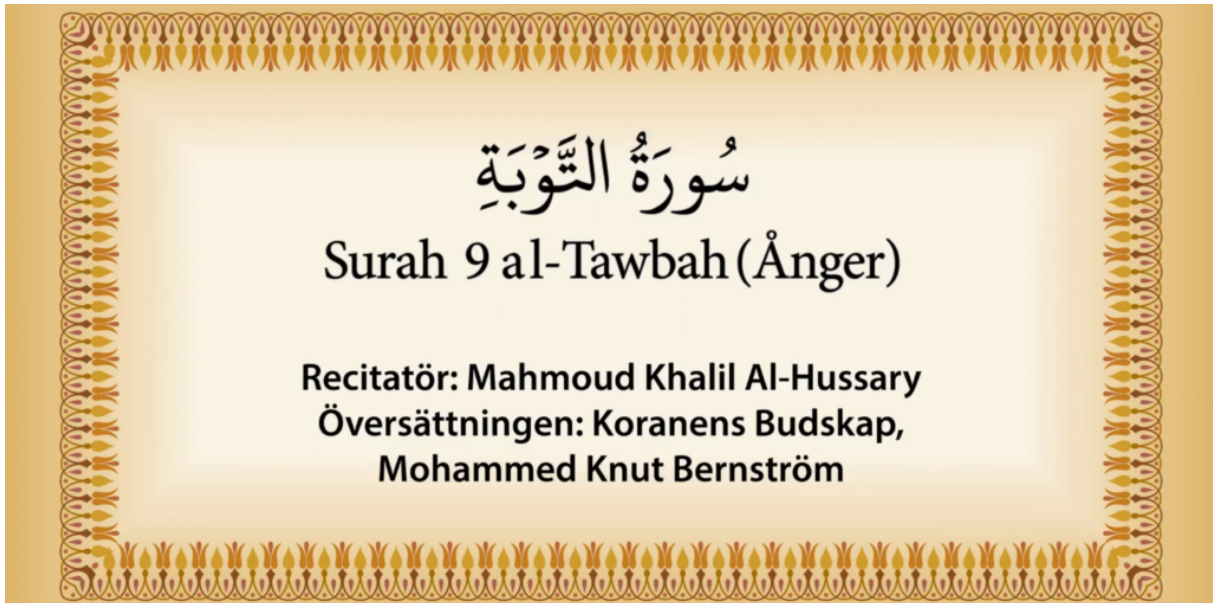 سُورَةُ التَّوْبَةِ
Surah 9 al-Tawbah (Ånger)
Recitatör: Mahmoud Khalil Al-Hussary
Översättningen: Koranens Budskap,
Mohammed Knut Bernström